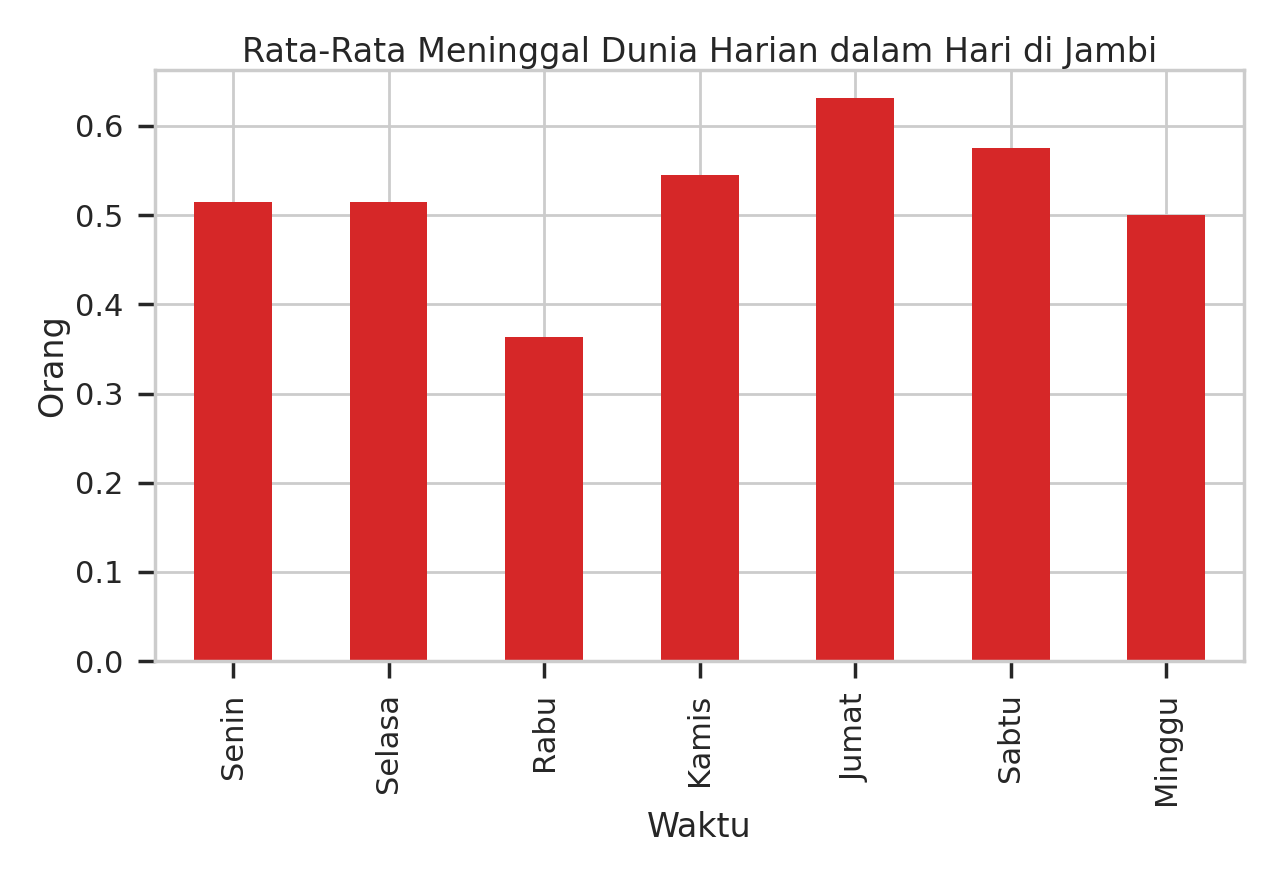 Rata-Rata Meninggal Dunia Harian dalam Hari di Jambi
Orang
0.6
0.5
0.4
0.3
0.2
0.1
0.0
Senin
Selasa
Rabu
Kamis
Jumat
Sabtu
Minggu
Waktu